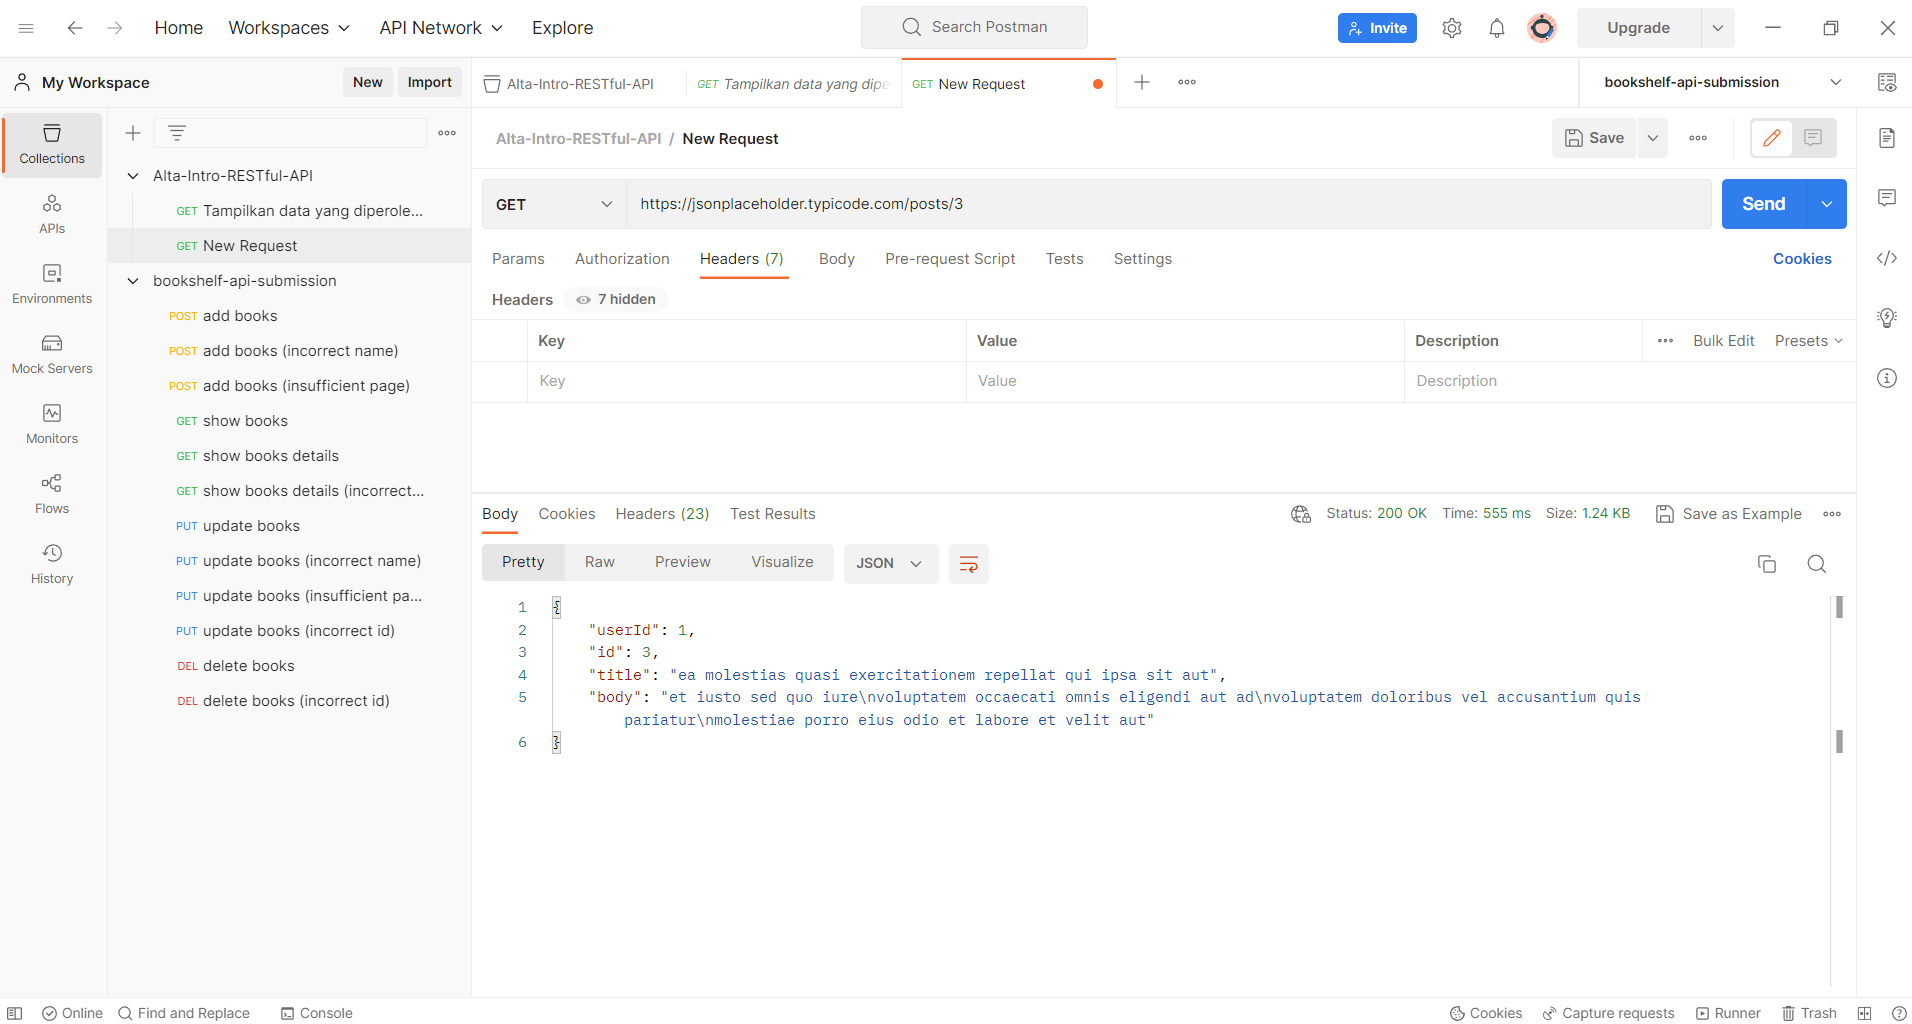 Home Workspaces API Network Explore Search Postman Invite Upgrade
My Workspace New Import
Alta-Intro-RESTful-API GET Tampilkan data yang dipe GET New Request bookshelf-api-submission
Collections
APIs
Environments
Mock Servers
Monitors
Flows
History
Alta-Intro-RESTful-API
GET Tampilkan data yang diperole...
GET New Request
bookshelf-api-submission
POST add books
POST add books (incorrect name)
POST add books (insufficient page)
GET show books
GET show books details
GET show books details (incorrect...
PUT update books
PUT update books (incorrect name)
PUT update books (insufficient pa...
PUT update books (incorrect id)
DEL delete books
DEL delete books (incorrect id)
Alta-Intro-RESTful-API / New Request Save
GET https://jsonplaceholder.typicode.com/posts/3 Send
Params Authorization Headers (7) Body Pre-request Script Tests Settings Cookies
Headers 7 hidden
Key Value Description Bulk Edit Presets
Key Value Description
Body Cookies Headers (23) Test Results Status: 200 OK Time: 555 ms Size: 1.24 KB Save as Example
Pretty Raw Preview Visualize JSON
1 {
2 "userId": 1,
3 "id": 3,
4 "title": "ea molestias quasi exercitationem repellat qui ipsa sit aut",
5 "body": "et iusto sed quo iure\nvoluptatem occaecati omnis eligendi aut ad\nvoluptatem doloribus vel accusantium quis
pariatur\nmolestiae porro eius odio et labore et velit aut"
6 }
Online Find and Replace Console Cookies Capture requests Runner Trash